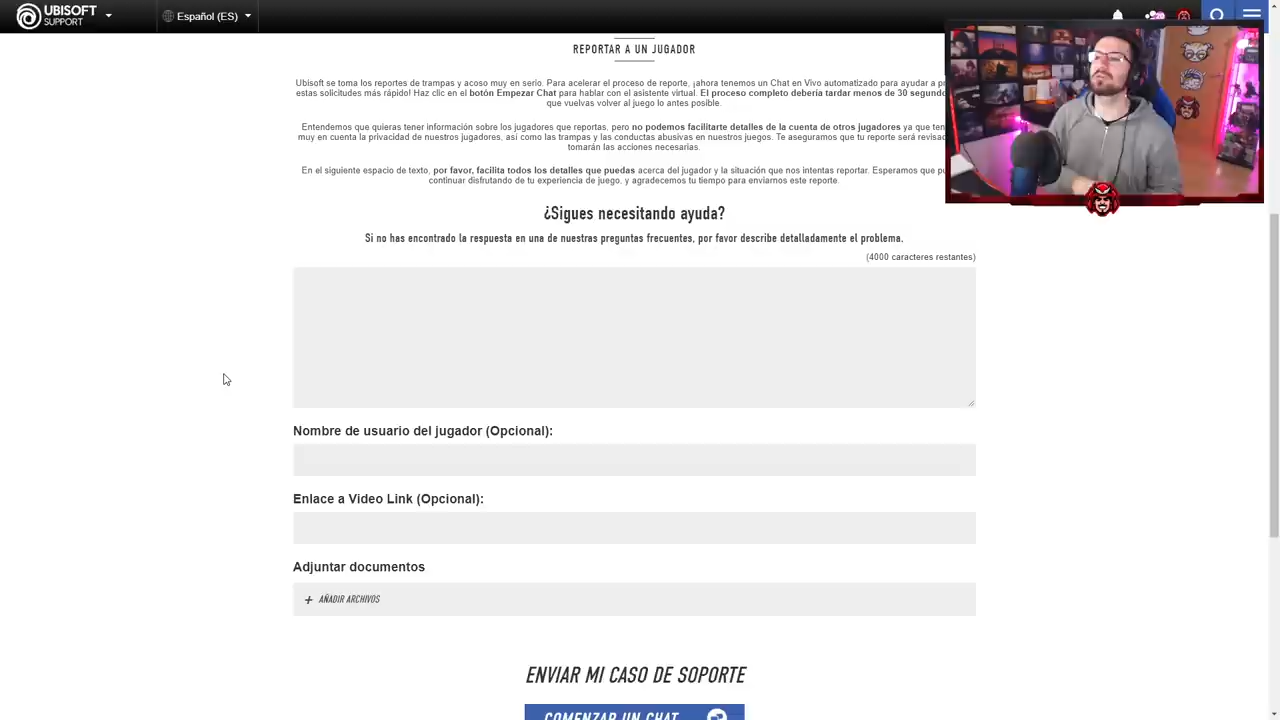 UBISOFT
SUPPORT
Español (ES)
REPORTAR A UN JUGADOR
Ubisoft se toma los reportes de trampas y acoso muy en serio. Para acelerar el proceso de reporte, ¡ahora tenemos un Chat en Vivo automatizado para ayudar a
estas solicitudes más rápido! Haz clic en el botón Empezar Chat para hablar con el asistente virtual. El proceso completo debería tardar menos de 30
que vuelvas volver al juego lo antes posible.
Entendemos que quieras tener información sobre los jugadores que reportas, pero no podemos facilitarte detalles de la cuenta de otros jugadores ya que
muy en cuenta la privacidad de nuestros jugadores, así como las trampas y las conductas abusivas en nuestros juegos. Te aseguramos que tu reporte será
tomarán las acciones necesarias.
En el siguiente espacio de texto, por favor, facilita todos los detalles que puedas acerca del jugador y la situación que nos intentas reportar. Esperamos que
continuar disfrutando de tu experiencia de juego, y agradecemos tu tiempo para enviarnos este reporte.
¿Sigues necesitando ayuda?
Si no has encontrado la respuesta en una de nuestras preguntas frecuentes, por favor describe detalladamente el problema.
(4000 caracteres restantes)
Nombre de usuario del jugador (Opcional):
Enlace a Video Link (Opcional):
Adjuntar documentos
+ AÑADIR ARCHIVOS
ENVIAR MI CASO DE SOPORTE
COMENZAR UN CHAT